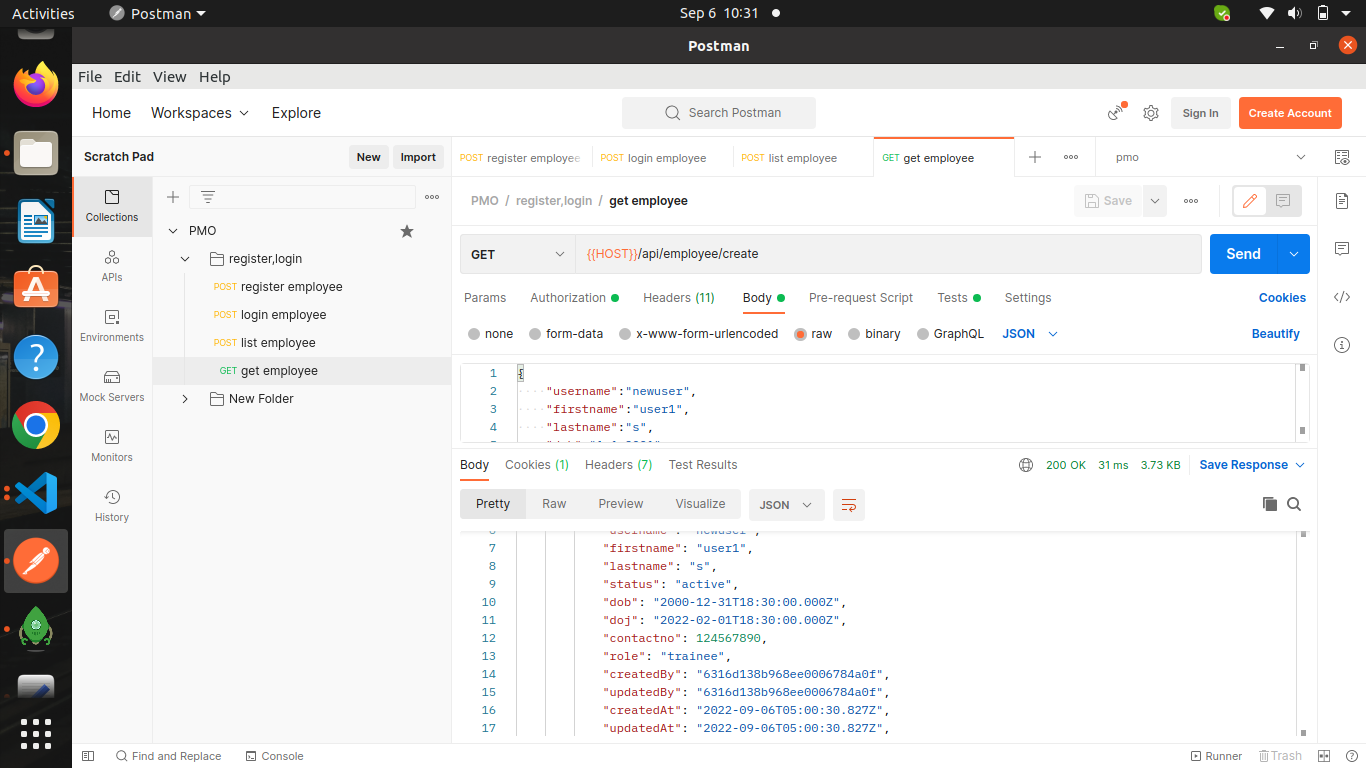 Activities Postman Sep 6 10:31
Postman
File Edit View Help
Home Workspaces Explore Search Postman Sign In Create Account
Scratch Pad New Import POST register employee POST login employee POST list employee GET get employee pmo
PMO / register,login / get employee Save
Collections
APIs
Environments
Mock Servers
Monitors
History
PMO
register,login
POST register employee
POST login employee
POST list employee
GET get employee
New Folder
GET {{HOST}}/api/employee/create Send
Params Authorization Headers (11) Body Pre-request Script Tests Settings Cookies
none form-data x-www-form-urlencoded raw binary GraphQL JSON Beautify
1 {
2 "username":"newuser",
3 "firstname":"user1",
4 "lastname":"s",
Body Cookies (1) Headers (7) Test Results 200 OK 31 ms 3.73 KB Save Response
Pretty Raw Preview Visualize JSON
7 "firstname": "user1",
8 "lastname": "s",
9 "status": "active",
10 "dob": "2000-12-31T18:30:00.000Z",
11 "doj": "2022-02-01T18:30:00.000Z",
12 "contactno": 124567890,
13 "role": "trainee",
14 "createdBy": "6316d138b968ee0006784a0f",
15 "updatedBy": "6316d138b968ee0006784a0f",
16 "createdAt": "2022-09-06T05:00:30.827Z",
17 "updatedAt": "2022-09-06T05:00:30.827Z",
Find and Replace Console Runner Trash